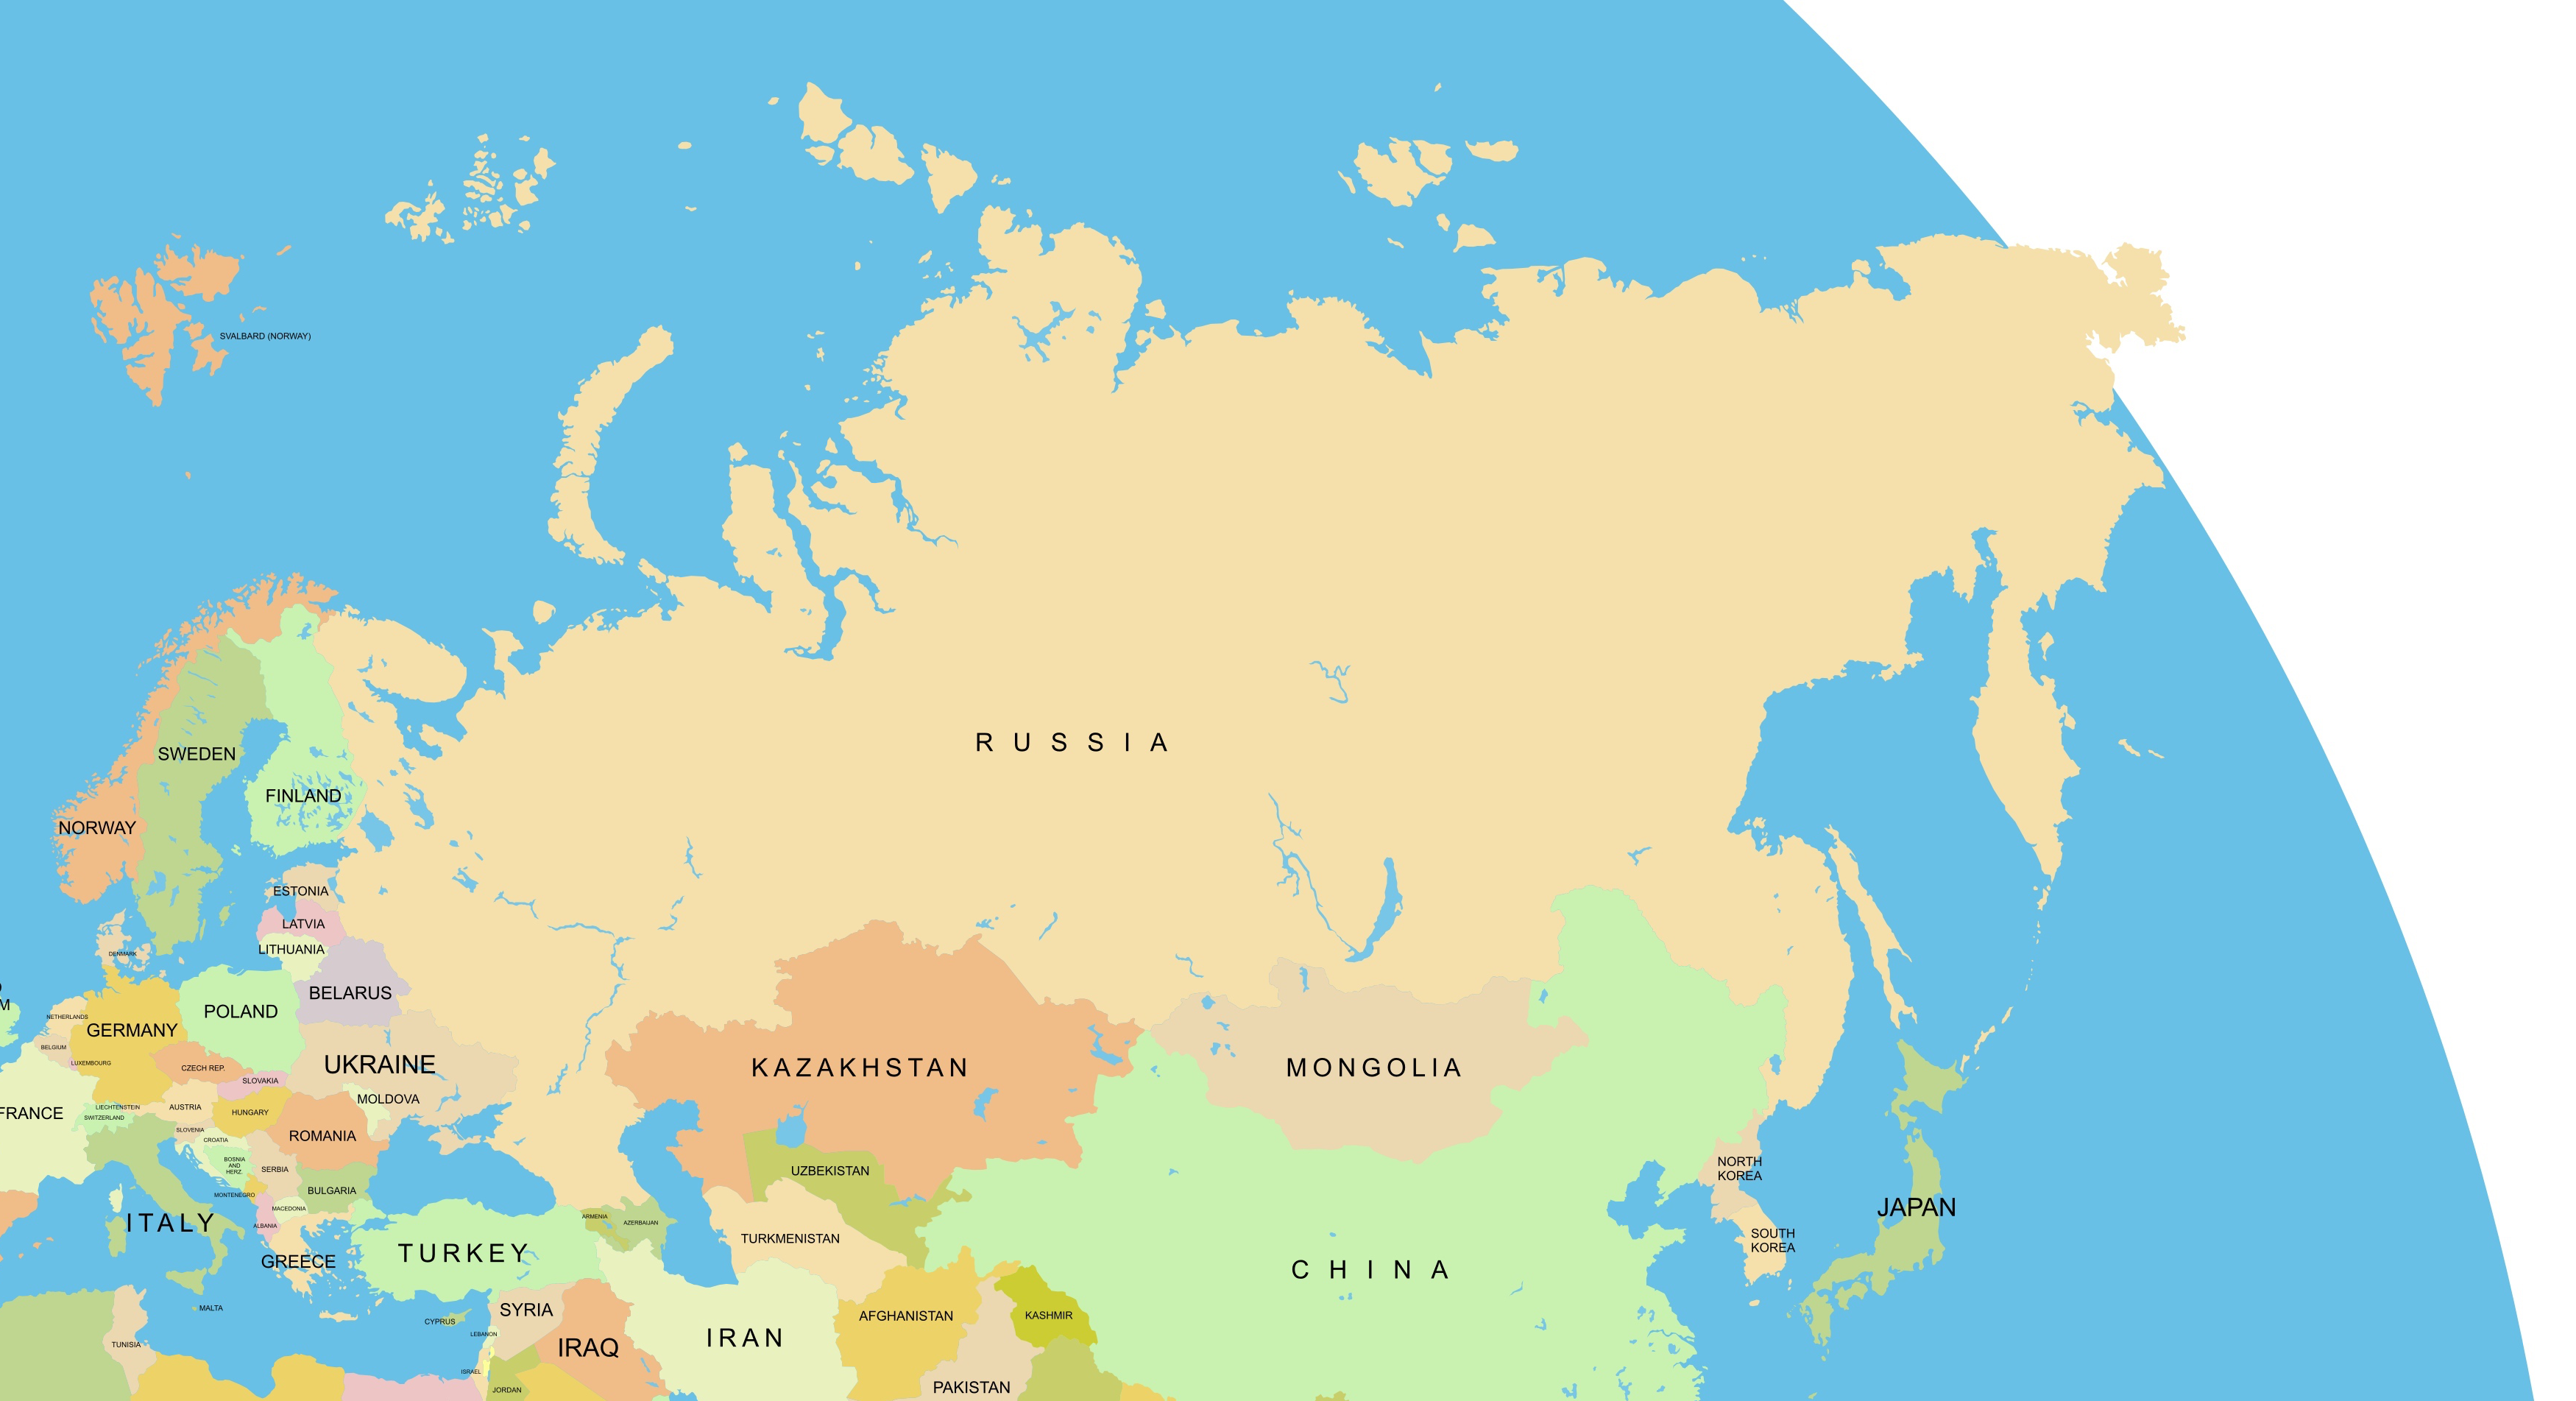 SVALBARD (NORWAY)
RUSSIA
SWEDEN
FINLAND
NORWAY
ESTONIA
LATVIA
LITHUANIA
DENMARK
BELARUS
POLAND
NETHERLANDS
GERMANY
BELGIUM
LUXEMBOURG
CZECH REP.
UKRAINE
KAZAKHSTAN
MONGOLIA
SLOVAKIA
MOLDOVA
LIECHTENSTEIN
AUSTRIA
FRANCE
SWITZERLAND
HUNGARY
SLOVENIA
ROMANIA
CROATIA
BOSNIA
AND
HERZ.
SERBIA
UZBEKISTAN
NORTH
KOREA
MONTENEGRO
BULGARIA
JAPAN
MACEDONIA
ITALY
ALBANIA
ARMENIA
AZERBAIJAN
TURKMENISTAN
SOUTH
KOREA
GREECE
TURKEY
CHINA
MALTA
SYRIA
CYPRUS
AFGHANISTAN
KASHMIR
LEBANON
IRAN
TUNISIA
IRAQ
ISRAEL
JORDAN
PAKISTAN